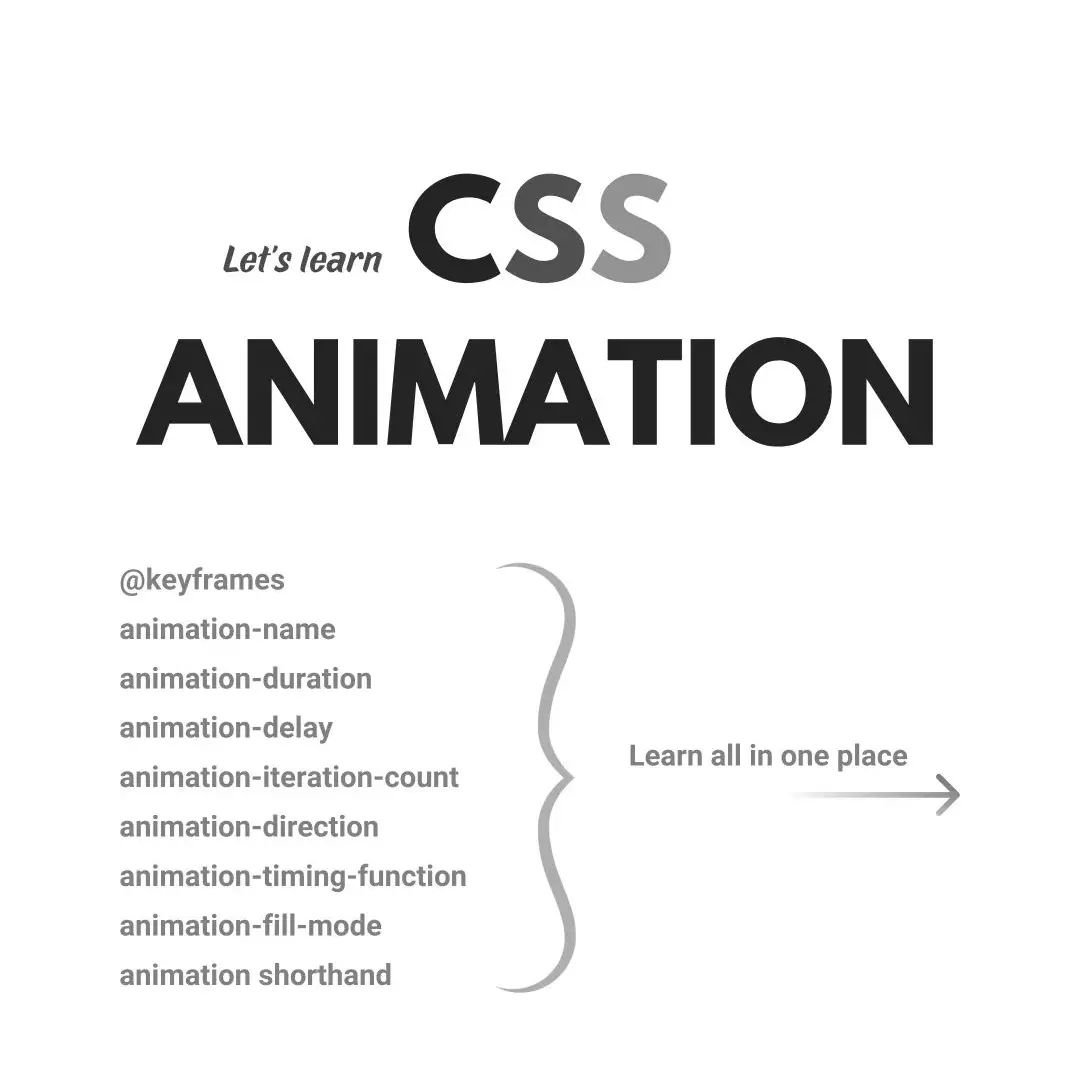 Let's learn CSS
ANIMATION
@keyframes
animation-name
animation-duration
animation-delay
animation-iteration-count
animation-direction
animation-timing-function
animation-fill-mode
animation shorthand
Learn all in one place